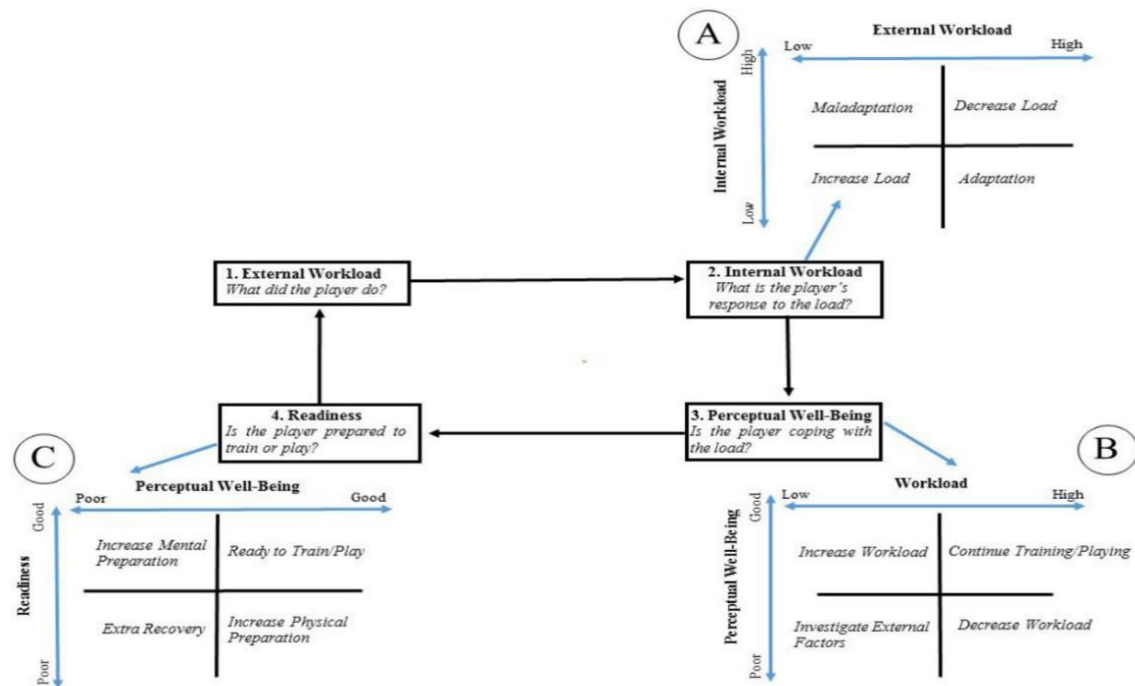 A
External Workload
Low
High
Internal Workload
High
Low
Maladaptation
Decrease Load
Increase Load
Adaptation
1. External Workload
What did the player do?
2. Internal Workload
What is the player's
response to the load?
4. Readiness
Is the player prepared to
train or play?
3. Perceptual Well-Being
Is the player coping with
the load?
C
Perceptual Well-Being
Poor
Good
Readiness
Good
Poor
Increase Mental
Preparation
Ready to Train/Play
Extra Recovery
Increase Physical
Preparation
B
Workload
Low
High
Perceptual Well-Being
Good
Poor
Increase Workload
Continue Training/Playing
Investigate External
Factors
Decrease Workload